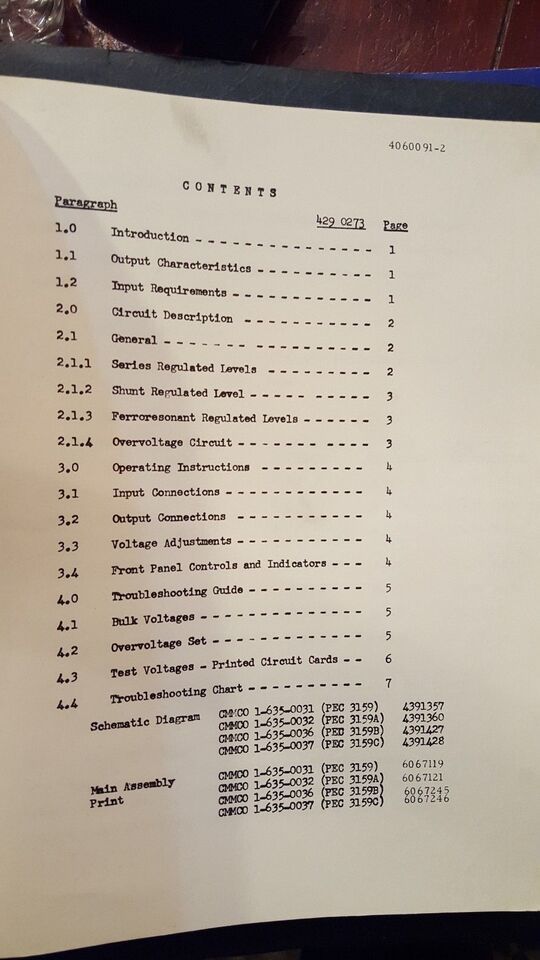 4060091-2
CONTENTS
Paragraph 429 0273 Page
1.0 Introduction - - - - - - - - - - - - - - - 1
1.1 Output Characteristics - - - - - - - - - - 1
1.2 Input Requirements - - - - - - - - - - - - 1
2.0 Circuit Description - - - - - - - - - - - 2
2.1 General - - - - - - - - - - - - - - - - - 2
2.1.1 Series Regulated Levels - - - - - - - - - 2
2.1.2 Shunt Regulated Level - - - - - - - - - - 3
2.1.3 Ferroresonant Regulated Levels - - - - - - 3
2.1.4 Overvoltage Circuit - - - - - - - - - - - 3
3.0 Operating Instructions - - - - - - - - - 4
3.1 Input Connections - - - - - - - - - - - - 4
3.2 Output Connections - - - - - - - - - - - 4
3.3 Voltage Adjustments - - - - - - - - - - - 4
3.4 Front Panel Controls and Indicators - - - 4
4.0 Troubleshooting Guide - - - - - - - - - - 5
4.1 Bulk Voltages - - - - - - - - - - - - - - 5
4.2 Overvoltage Set - - - - - - - - - - - - - 5
4.3 Test Voltages - Printed Circuit Cards - - 6
4.4 Troubleshooting Chart - - - - - - - - - - 7
Schematic Diagram CMMCO 1-635-0031 (PEC 3159) 4391357
CMMCO 1-635-0032 (PEC 3159A) 4391360
CMMCO 1-635-0036 (PEC 3159B) 4391427
CMMCO 1-635-0037 (PEC 3159C) 4391428
Main Assembly CMMCO 1-635-0031 (PEC 3159) 6067119
Print CMMCO 1-635-0032 (PEC 3159A) 6067121
CMMCO 1-635-0036 (PEC 3159B) 6067245
CMMCO 1-635-0037 (PEC 3159C) 6067246